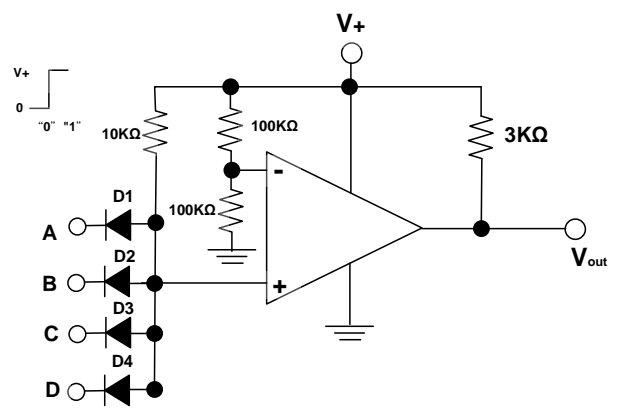 V+
V+
0
"0" "1"
10KΩ
100KΩ
3KΩ
-
100KΩ
D1
A
D2
B
+
Vout
D3
C
D4
D